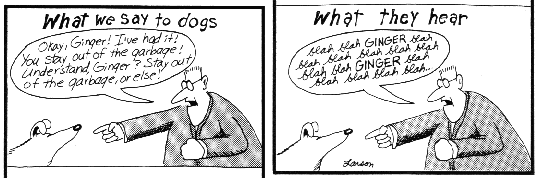 What we say to dogs
Okay, Ginger! I've had it!
You stay out of the garbage!
Understand, Ginger? Stay out
of the garbage, or else!
What they hear
blah blah GINGER blah
blah blah blah blah blah
blah blah GINGER blah
blah blah blah blah..
Larson